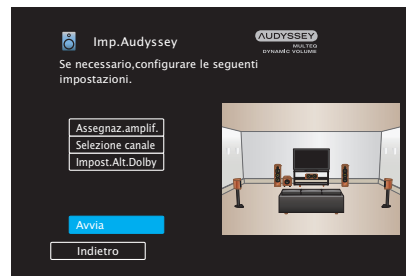 Imp.Audyssey
AUDYSSEY
MULTEQ
DYNAMIC VOLUME
Se necessario,configurare le seguenti
impostazioni.
Assegnaz.amplif.
Selezione canale
Impost.Alt.Dolby
Avvia
Indietro